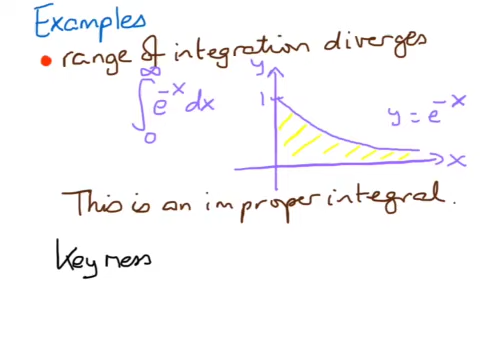 Examples
• range of integration diverges
∫₀^∞ e^-x dx
y
1
y = e^-x
x
This is an improper integral.
Key mess